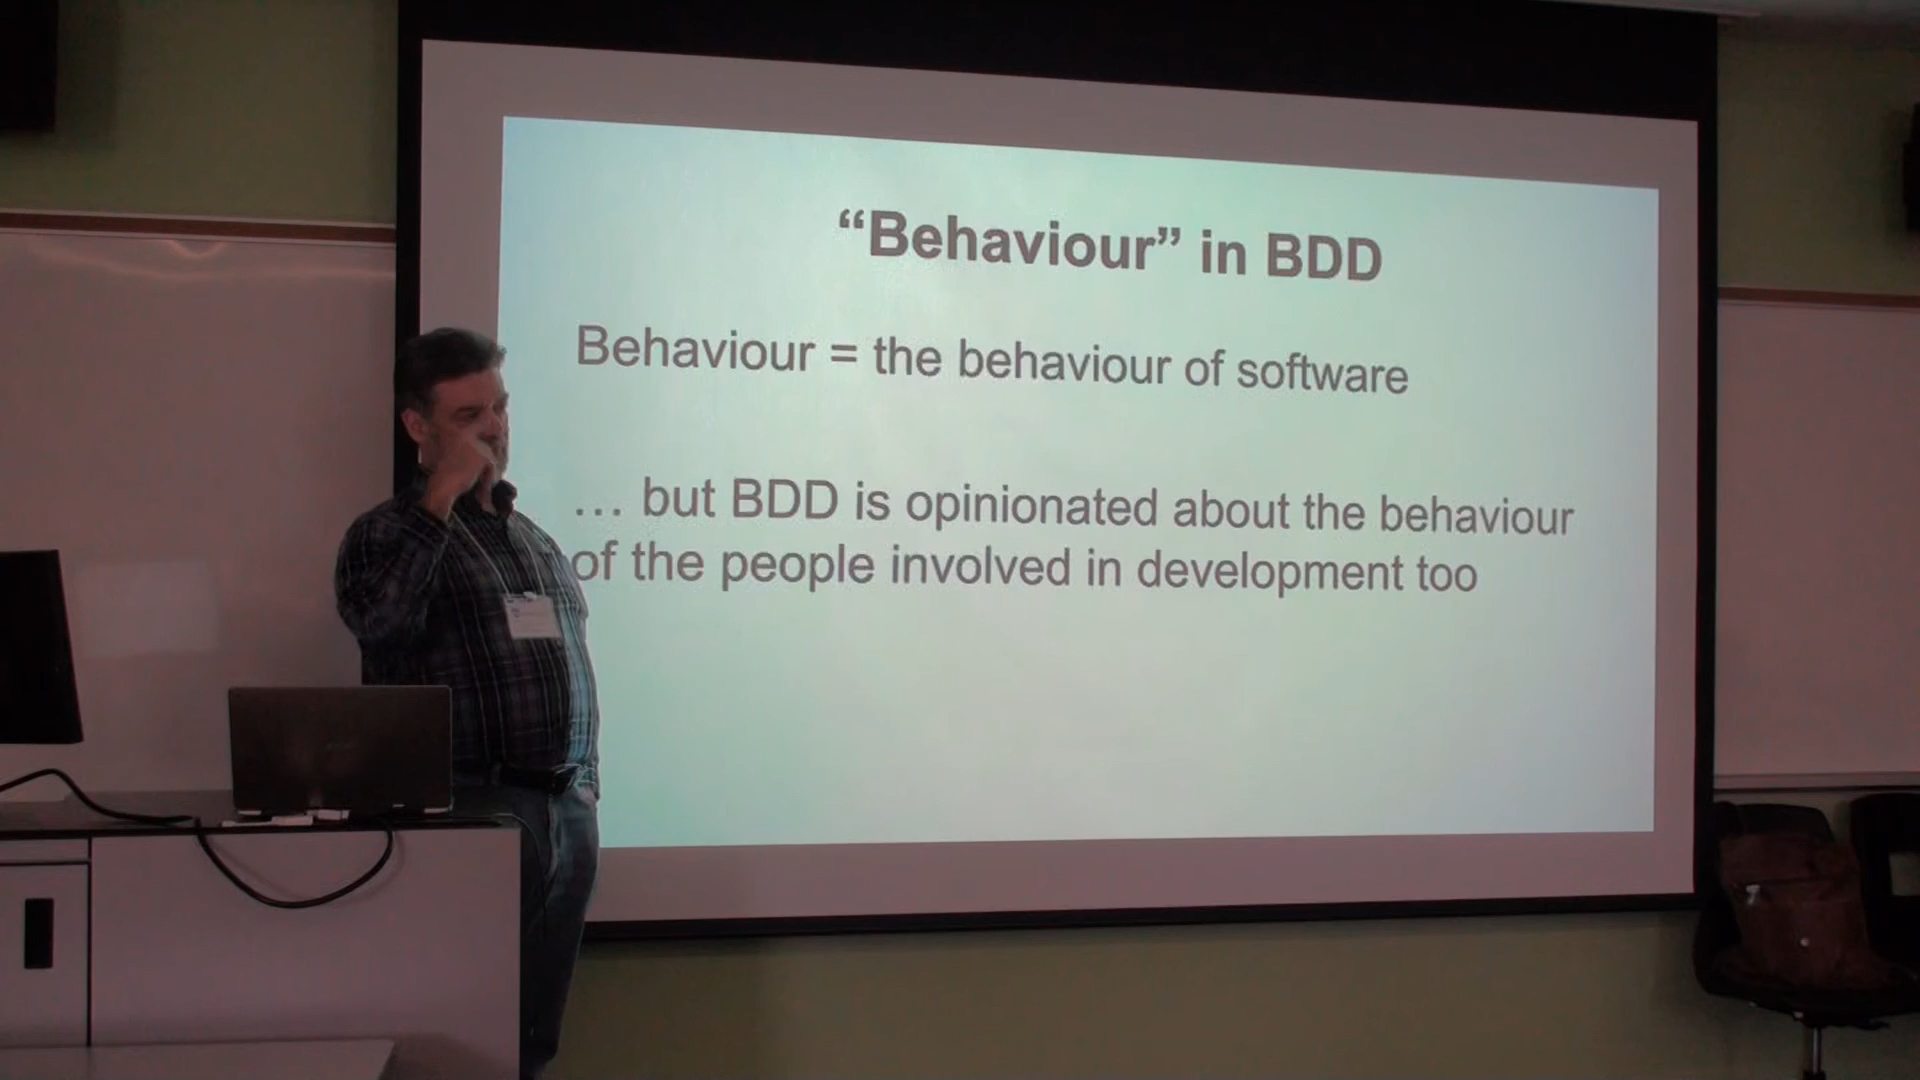 “Behaviour” in BDD
Behaviour = the behaviour of software
… but BDD is opinionated about the behaviour
of the people involved in development too